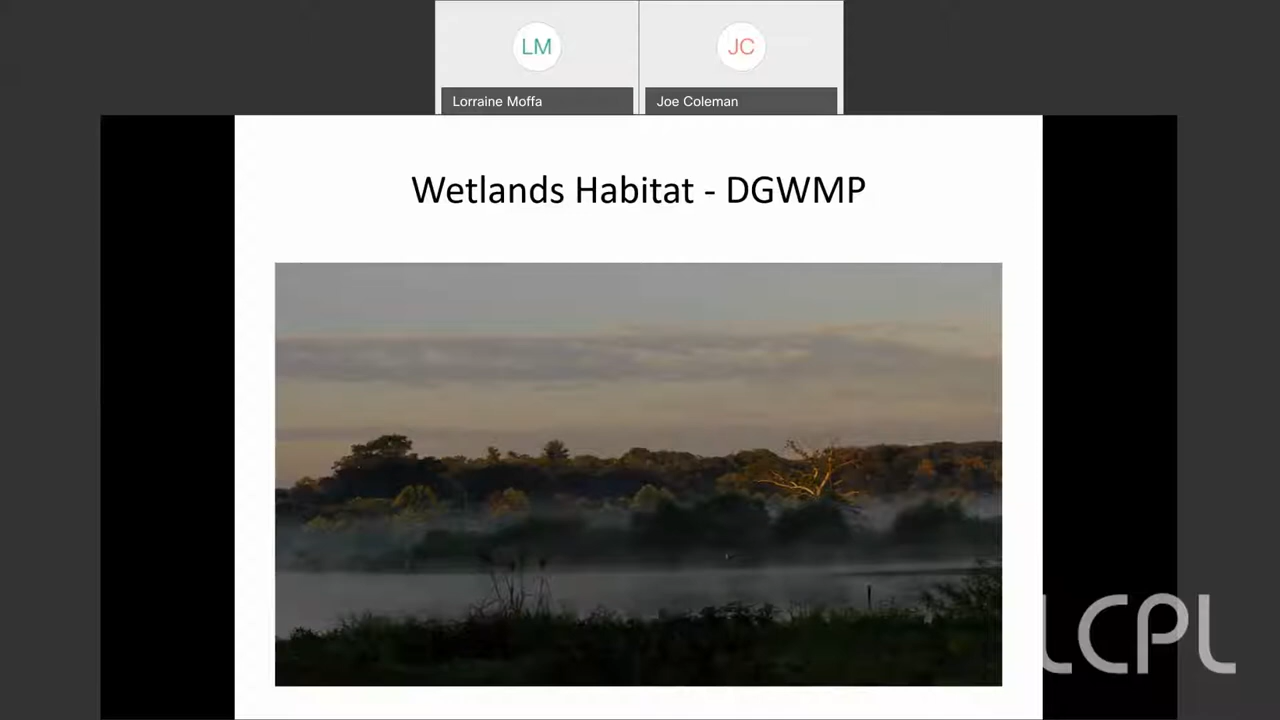 LM
JC
Lorraine Moffa
Joe Coleman
Wetlands Habitat - DGWMP
LCPL